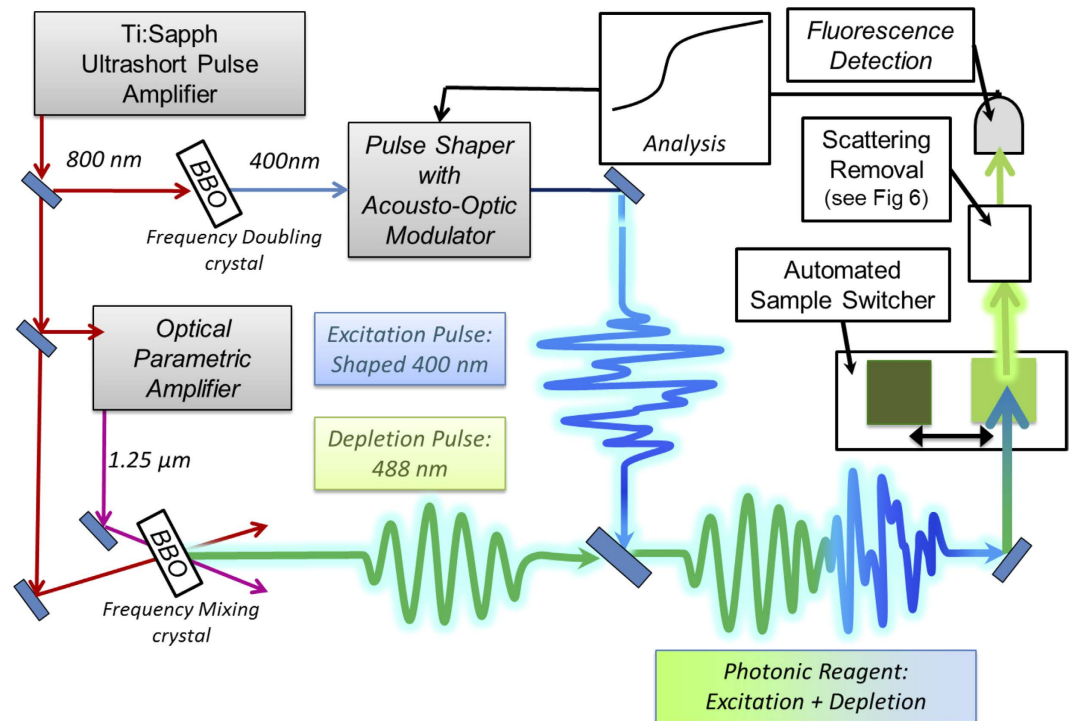 Ti:Sapph
Ultrashort Pulse
Amplifier
800 nm
BBO
400nm
Frequency Doubling
crystal
Pulse Shaper
with
Acousto-Optic
Modulator
Analysis
Fluorescence
Detection
Scattering
Removal
(see Fig 6)
Automated
Sample Switcher
Optical
Parametric
Amplifier
Excitation Pulse:
Shaped 400 nm
Depletion Pulse:
488 nm
1.25 µm
BBO
Frequency Mixing
crystal
Photonic Reagent:
Excitation + Depletion